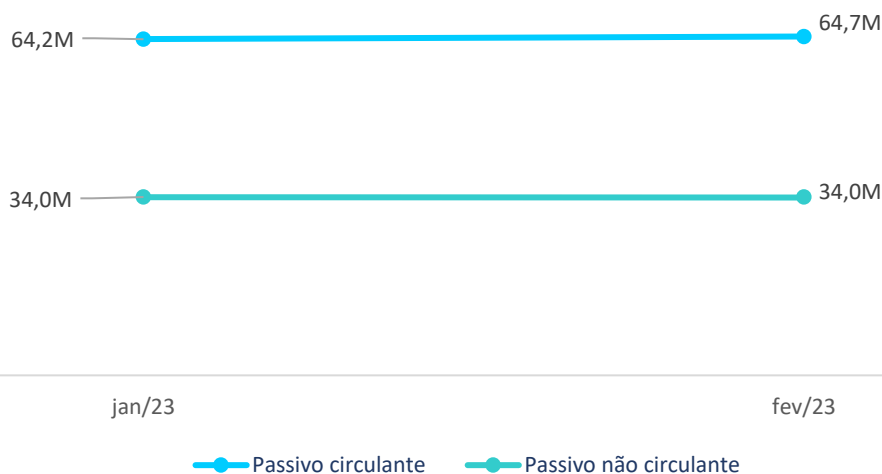 64,2M
64,7M
34,0M
34,0M
jan/23
fev/23
Passivo circulante
Passivo não circulante